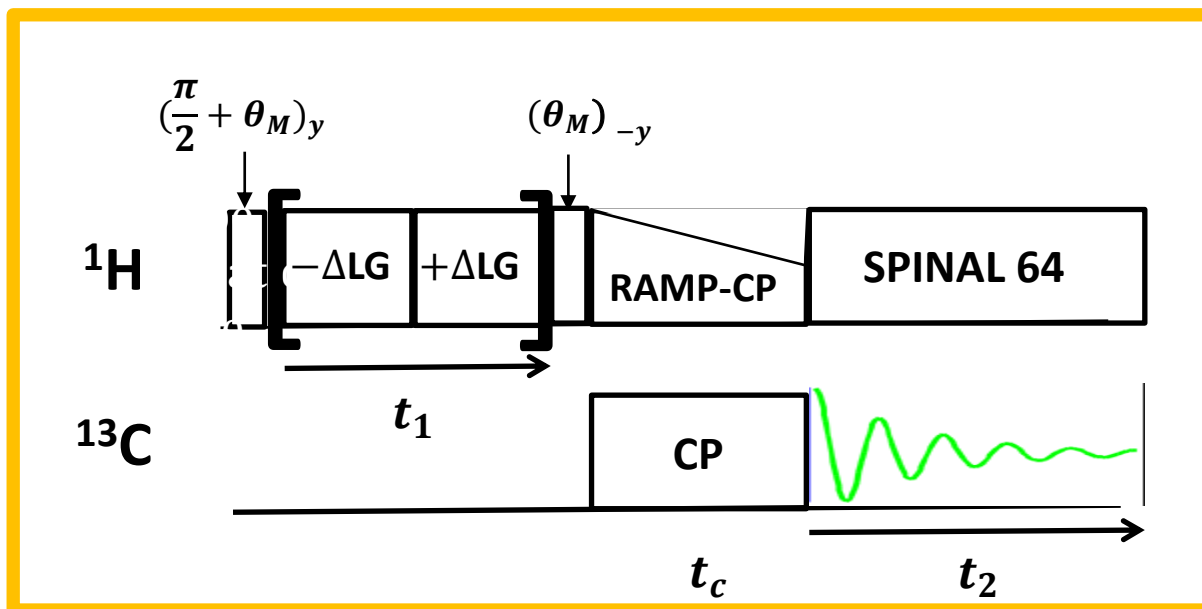 (π/2 + θ_M)_y
(θ_M)_{-y}
¹H
−ΔLG
+ΔLG
RAMP-CP
SPINAL 64
t₁
¹³C
CP
t_c
t₂